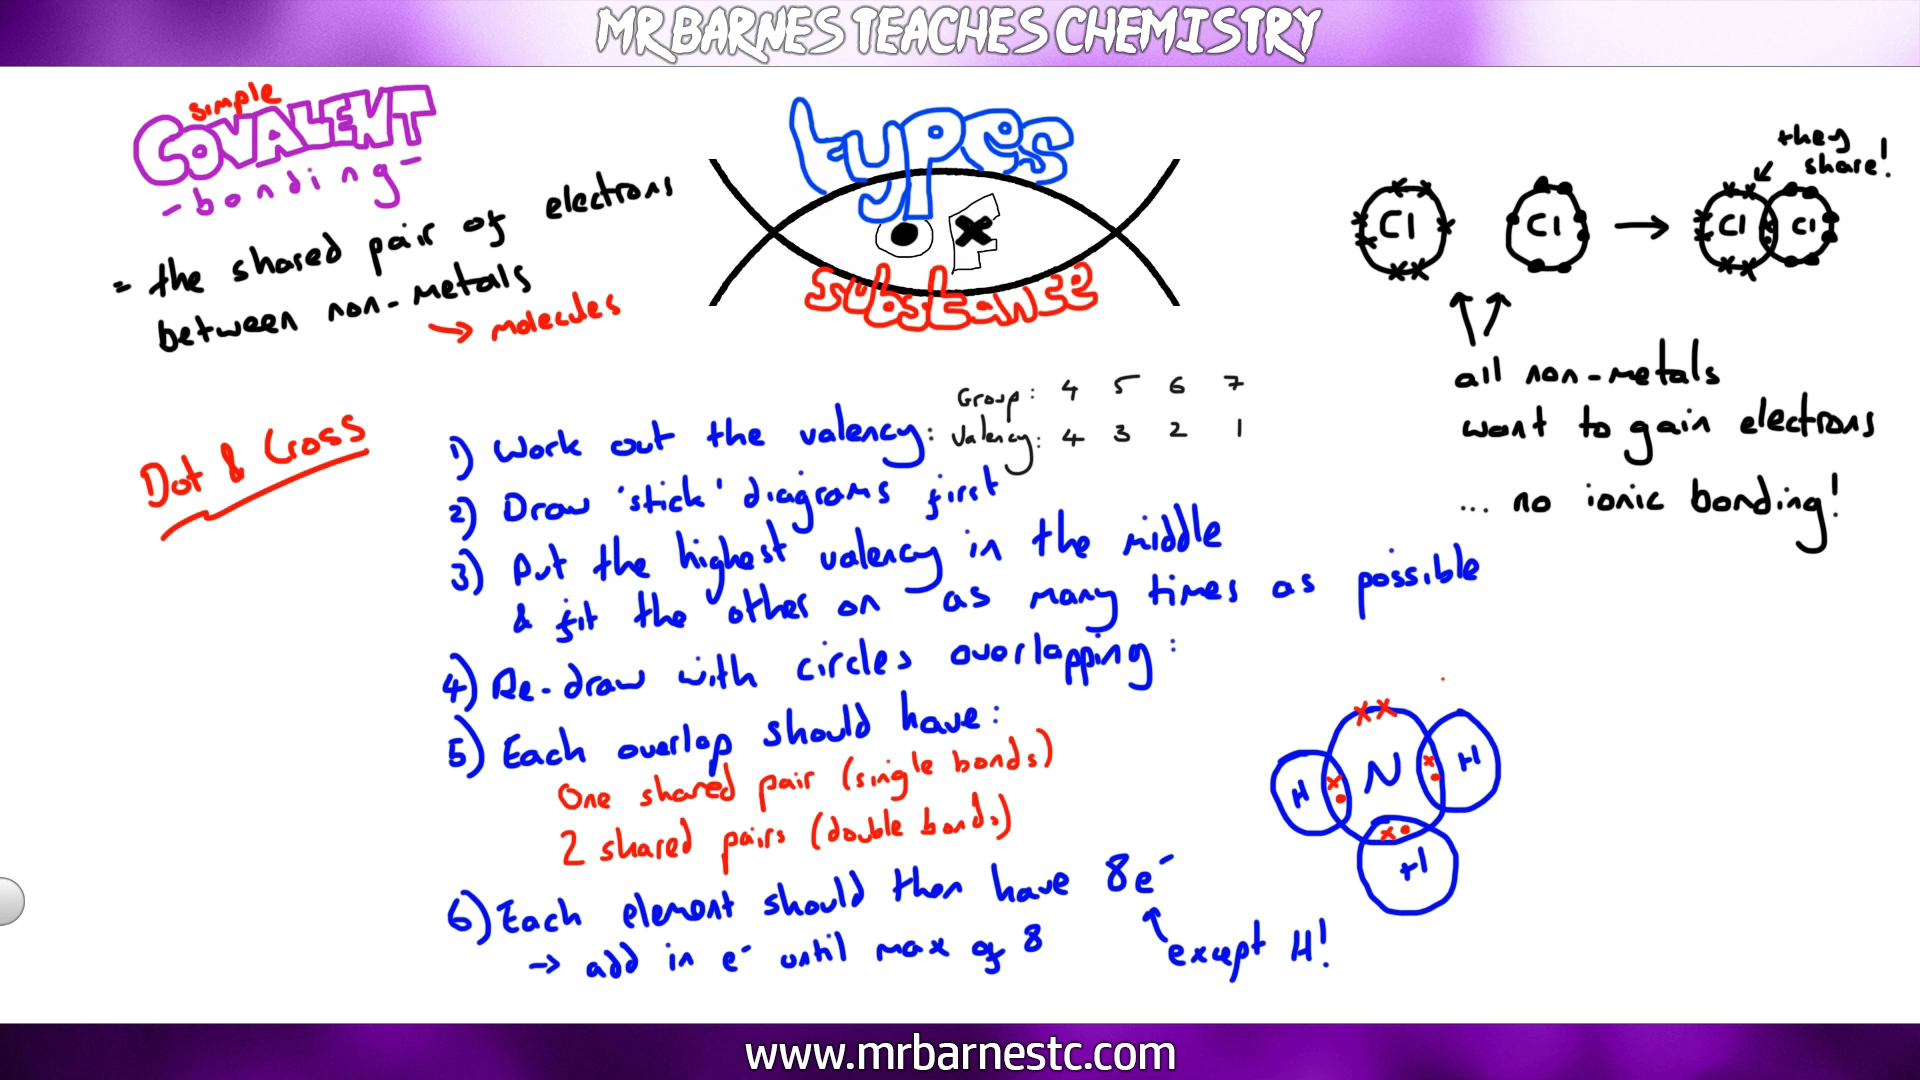 MR BARNES TEACHES CHEMISTRY
simple
COVALENT
- bonding -
= the shared pair of electrons
between non-metals
→ molecules
types
OF
substance
they
share!
Cl Cl → Cl Cl
all non-metals
want to gain electrons
... no ionic bonding!
Dot & Cross
Group: 4 5 6 7
1) Work out the valency: Valency: 4 3 2 1
2) Draw 'stick' diagrams first
3) Put the highest valency in the middle
& fit the other on as many times as possible
4) Re-draw with circles overlapping:
5) Each overlap should have:
One shared pair (single bonds)
2 shared pairs (double bonds)
6) Each element should then have 8e⁻
→ add in e⁻ until max of 8
except H!
H N H
H
www.mrbarnestc.com